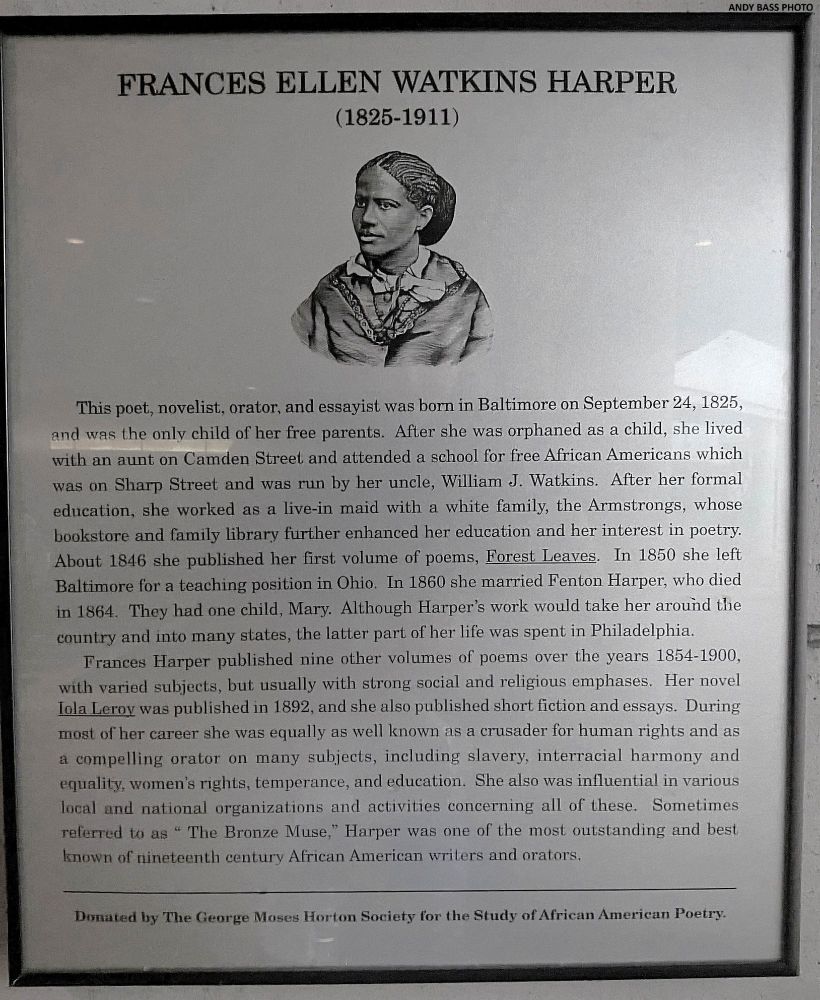 ANDY BASS PHOTO
FRANCES ELLEN WATKINS HARPER
(1825-1911)
This poet, novelist, orator, and essayist was born in Baltimore on September 24, 1825,
and was the only child of her free parents. After she was orphaned as a child, she lived
with an aunt on Camden Street and attended a school for free African Americans which
was on Sharp Street and was run by her uncle, William J. Watkins. After her formal
education, she worked as a live-in maid with a white family, the Armstrongs, whose
bookstore and family library further enhanced her education and her interest in poetry.
About 1846 she published her first volume of poems, Forest Leaves. In 1850 she left
Baltimore for a teaching position in Ohio. In 1860 she married Fenton Harper, who died
in 1864. They had one child, Mary. Although Harper's work would take her around the
country and into many states, the latter part of her life was spent in Philadelphia.
Frances Harper published nine other volumes of poems over the years 1854-1900,
with varied subjects, but usually with strong social and religious emphases. Her novel
Iola Leroy was published in 1892, and she also published short fiction and essays. During
most of her career she was equally as well known as a crusader for human rights and as
a compelling orator on many subjects, including slavery, interracial harmony and
equality, women's rights, temperance, and education. She also was influential in various
local and national organizations and activities concerning all of these. Sometimes
referred to as " The Bronze Muse," Harper was one of the most outstanding and best
known of nineteenth century African American writers and orators.
Donated by The George Moses Horton Society for the Study of African American Poetry.